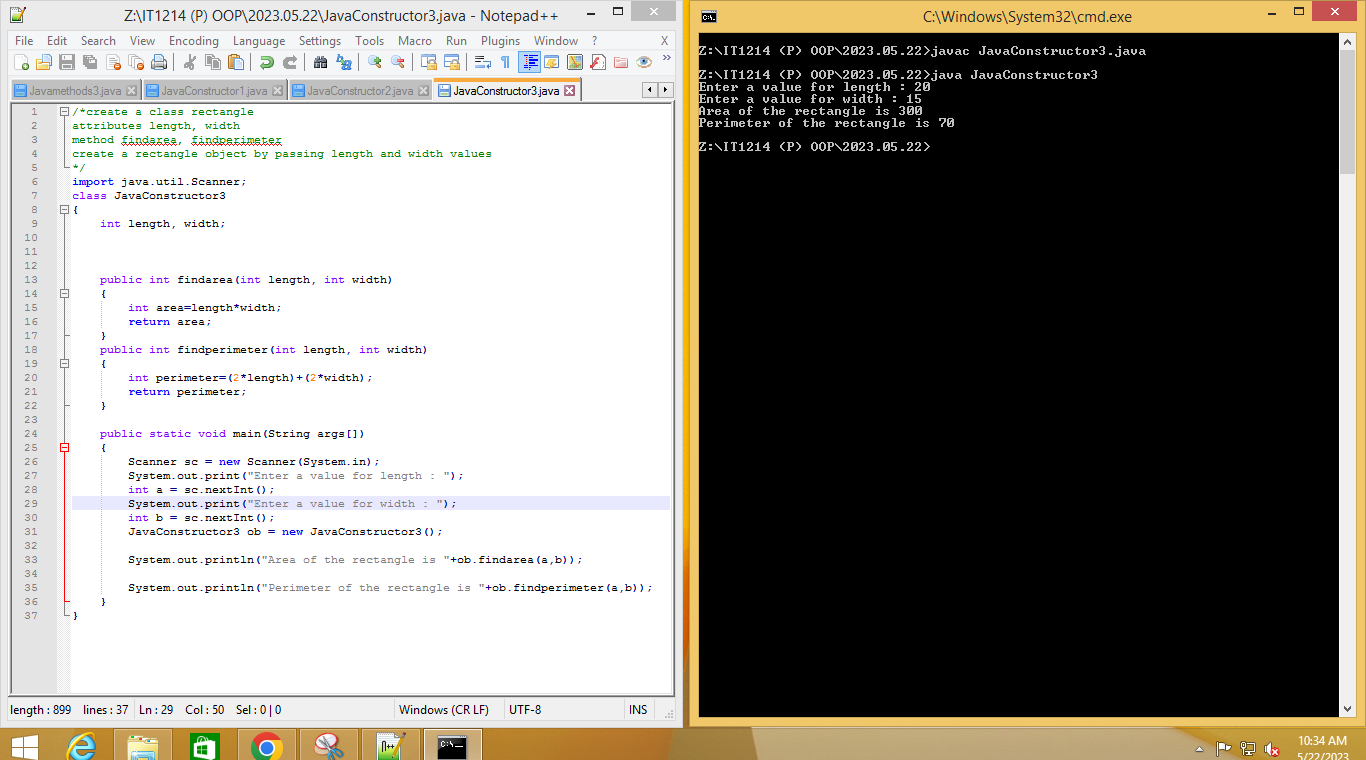 Z:\IT1214 (P) OOP\2023.05.22\JavaConstructor3.java - Notepad++
File Edit Search View Encoding Language Settings Tools Macro Run Plugins Window ? X
Javamethods3.java JavaConstructor1.java JavaConstructor2.java JavaConstructor3.java
1 /*create a class rectangle
2 attributes length, width
3 method findarea, findperimeter
4 create a rectangle object by passing length and width values
5 */
6 import java.util.Scanner;
7 class JavaConstructor3
8 {
9 int length, width;
10
11
12
13 public int findarea(int length, int width)
14 {
15 int area=length*width;
16 return area;
17 }
18 public int findperimeter(int length, int width)
19 {
20 int perimeter=(2*length)+(2*width);
21 return perimeter;
22 }
23
24 public static void main(String args[])
25 {
26 Scanner sc = new Scanner(System.in);
27 System.out.print("Enter a value for length : ");
28 int a = sc.nextInt();
29 System.out.print("Enter a value for width : ");
30 int b = sc.nextInt();
31 JavaConstructor3 ob = new JavaConstructor3();
32
33 System.out.println("Area of the rectangle is "+ob.findarea(a,b));
34
35 System.out.println("Perimeter of the rectangle is "+ob.findperimeter(a,b));
36 }
37 }
length : 899 lines : 37 Ln : 29 Col : 50 Sel : 0 | 0 Windows (CR LF) UTF-8 INS
C:\Windows\System32\cmd.exe
Z:\IT1214 (P) OOP\2023.05.22>javac JavaConstructor3.java
Z:\IT1214 (P) OOP\2023.05.22>java JavaConstructor3
Enter a value for length : 20
Enter a value for width : 15
Area of the rectangle is 300
Perimeter of the rectangle is 70
Z:\IT1214 (P) OOP\2023.05.22>
10:34 AM
5/22/2023